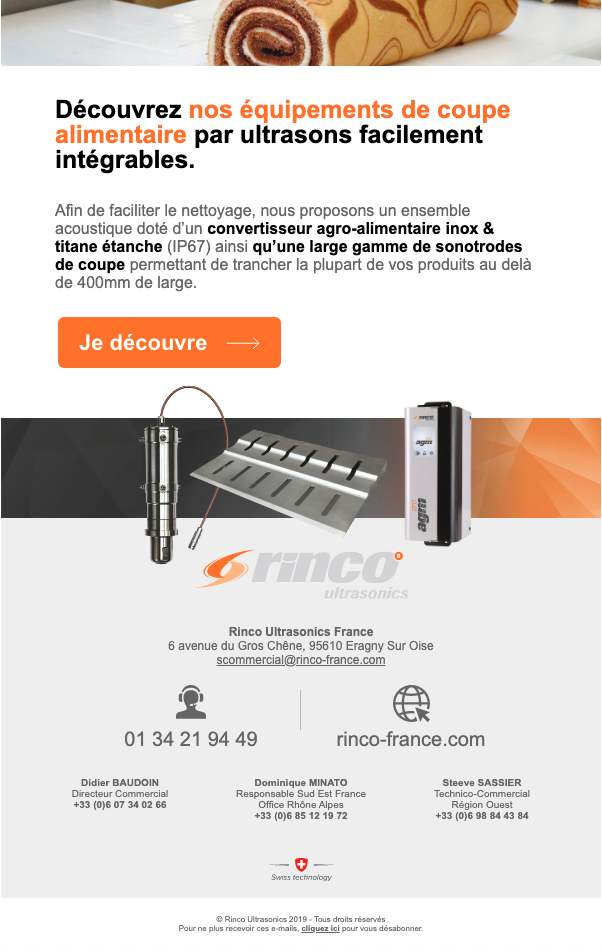 Découvrez nos équipements de coupe
alimentaire par ultrasons facilement
intégrables.
Afin de faciliter le nettoyage, nous proposons un ensemble
acoustique doté d'un convertisseur agro-alimentaire inox &
titane étanche (IP67) ainsi qu'une large gamme de sonotrodes
de coupe permettant de trancher la plupart de vos produits au delà
de 400mm de large.
Je découvre
rinco
agm
agm
rinco
ultrasonics
Rinco Ultrasonics France
6 avenue du Gros Chêne, 95610 Eragny Sur Oise
scommercial@rinco-france.com
01 34 21 94 49
rinco-france.com
Didier BAUDOIN
Directeur Commercial
+33 (0)6 07 34 02 66
Dominique MINATO
Responsable Sud Est France
Office Rhône Alpes
+33 (0)6 85 12 19 72
Steeve SASSIER
Technico-Commercial
Région Ouest
+33 (0)6 98 84 43 84
Swiss technology
© Rinco Ultrasonics 2019 - Tous droits réservés
Pour ne plus recevoir ces e-mails, cliquez ici pour vous désabonner.